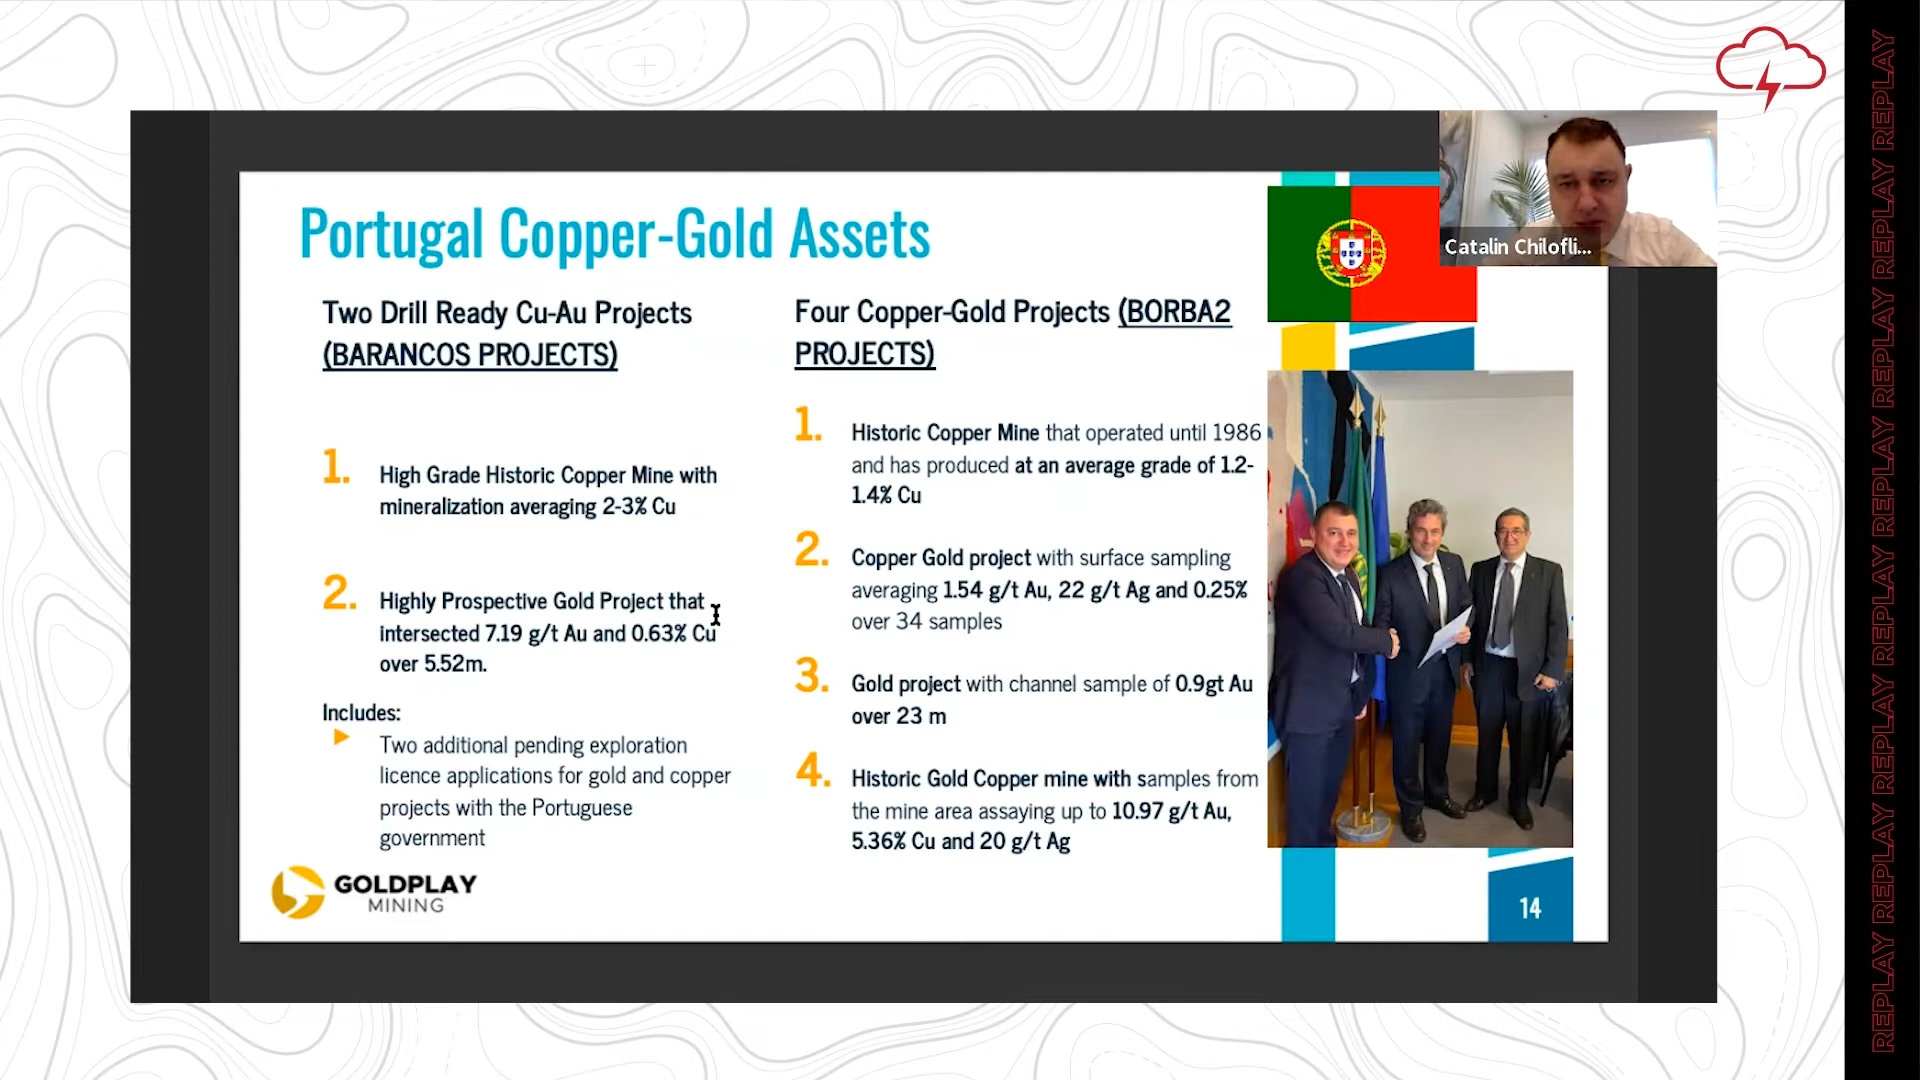 Portugal Copper-Gold Assets
Two Drill Ready Cu-Au Projects
(BARANCOS PROJECTS)
1.
High Grade Historic Copper Mine with
mineralization averaging 2-3% Cu
2.
Highly Prospective Gold Project that
intersected 7.19 g/t Au and 0.63% Cu
over 5.52m.
Includes:
Two additional pending exploration
licence applications for gold and copper
projects with the Portuguese
government
GOLDPLAY
MINING
Four Copper-Gold Projects (BORBA2
PROJECTS)
1.
Historic Copper Mine that operated until 1986
and has produced at an average grade of 1.2-
1.4% Cu
2.
Copper Gold project with surface sampling
averaging 1.54 g/t Au, 22 g/t Ag and 0.25%
over 34 samples
3.
Gold project with channel sample of 0.9gt Au
over 23 m
4.
Historic Gold Copper mine with samples from
the mine area assaying up to 10.97 g/t Au,
5.36% Cu and 20 g/t Ag
Catalin Chilofli...
14
REPLAY REPLAY REPLAY REPLAY REPLAY REPLAY REPLAY REPLAY REPLAY REPLAY REPLAY